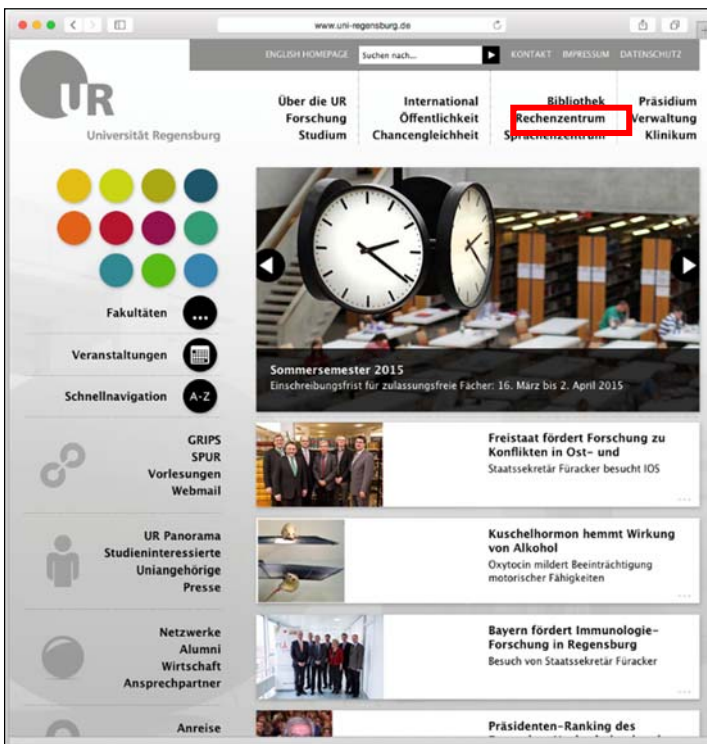 www.uni-regensburg.de
ENGLISH HOMEPAGE
Suchen nach...
KONTAKT IMPRESSUM DATENSCHUTZ
UR
Universität Regensburg
Über die UR
Forschung
Studium
International
Öffentlichkeit
Chancengleichheit
Bibliothek
Rechenzentrum
Sprachenzentrum
Präsidium
Verwaltung
Klinikum
Fakultäten ...
Veranstaltungen
Schnellnavigation A-Z
Sommersemester 2015
Einschreibungsfrist für zulassungsfreie Fächer: 16. März bis 2. April 2015
GRIPS
SPUR
Vorlesungen
Webmail
Freistaat fördert Forschung zu
Konflikten in Ost- und
Staatssekretär Füracker besucht IOS
...
UR Panorama
Studieninteressierte
Uniangehörige
Presse
Kuschelhormon hemmt Wirkung
von Alkohol
Oxytocin mildert Beeinträchtigung
motorischer Fähigkeiten
...
Netzwerke
Alumni
Wirtschaft
Ansprechpartner
Bayern fördert Immunologie-
Forschung in Regensburg
Besuch von Staatssekretär Füracker
...
Anreise
Präsidenten-Ranking des